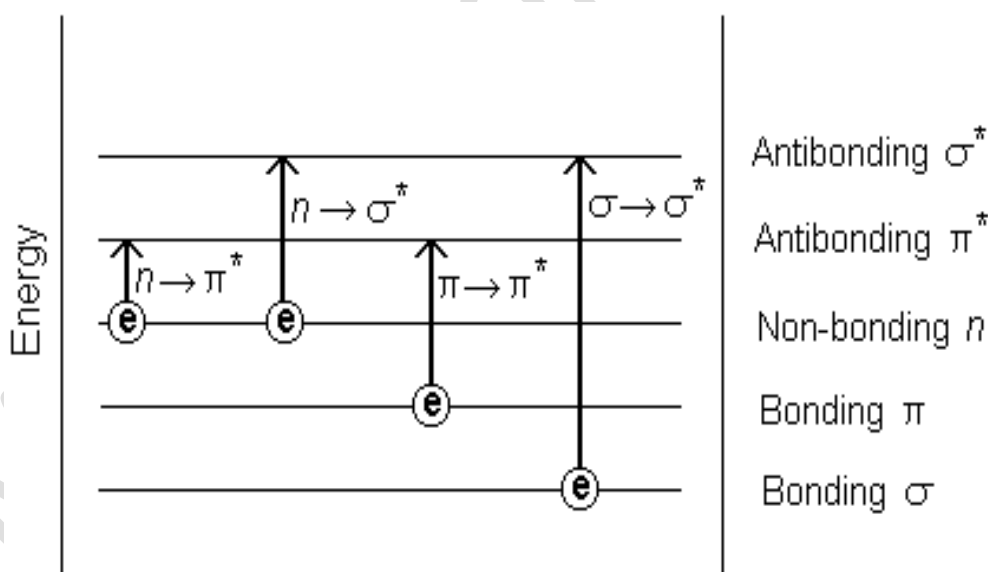 Energy
n → σ*
σ → σ*
n → π*
π → π*
e
e
e
e
Antibonding σ*
Antibonding π*
Non-bonding n
Bonding π
Bonding σ